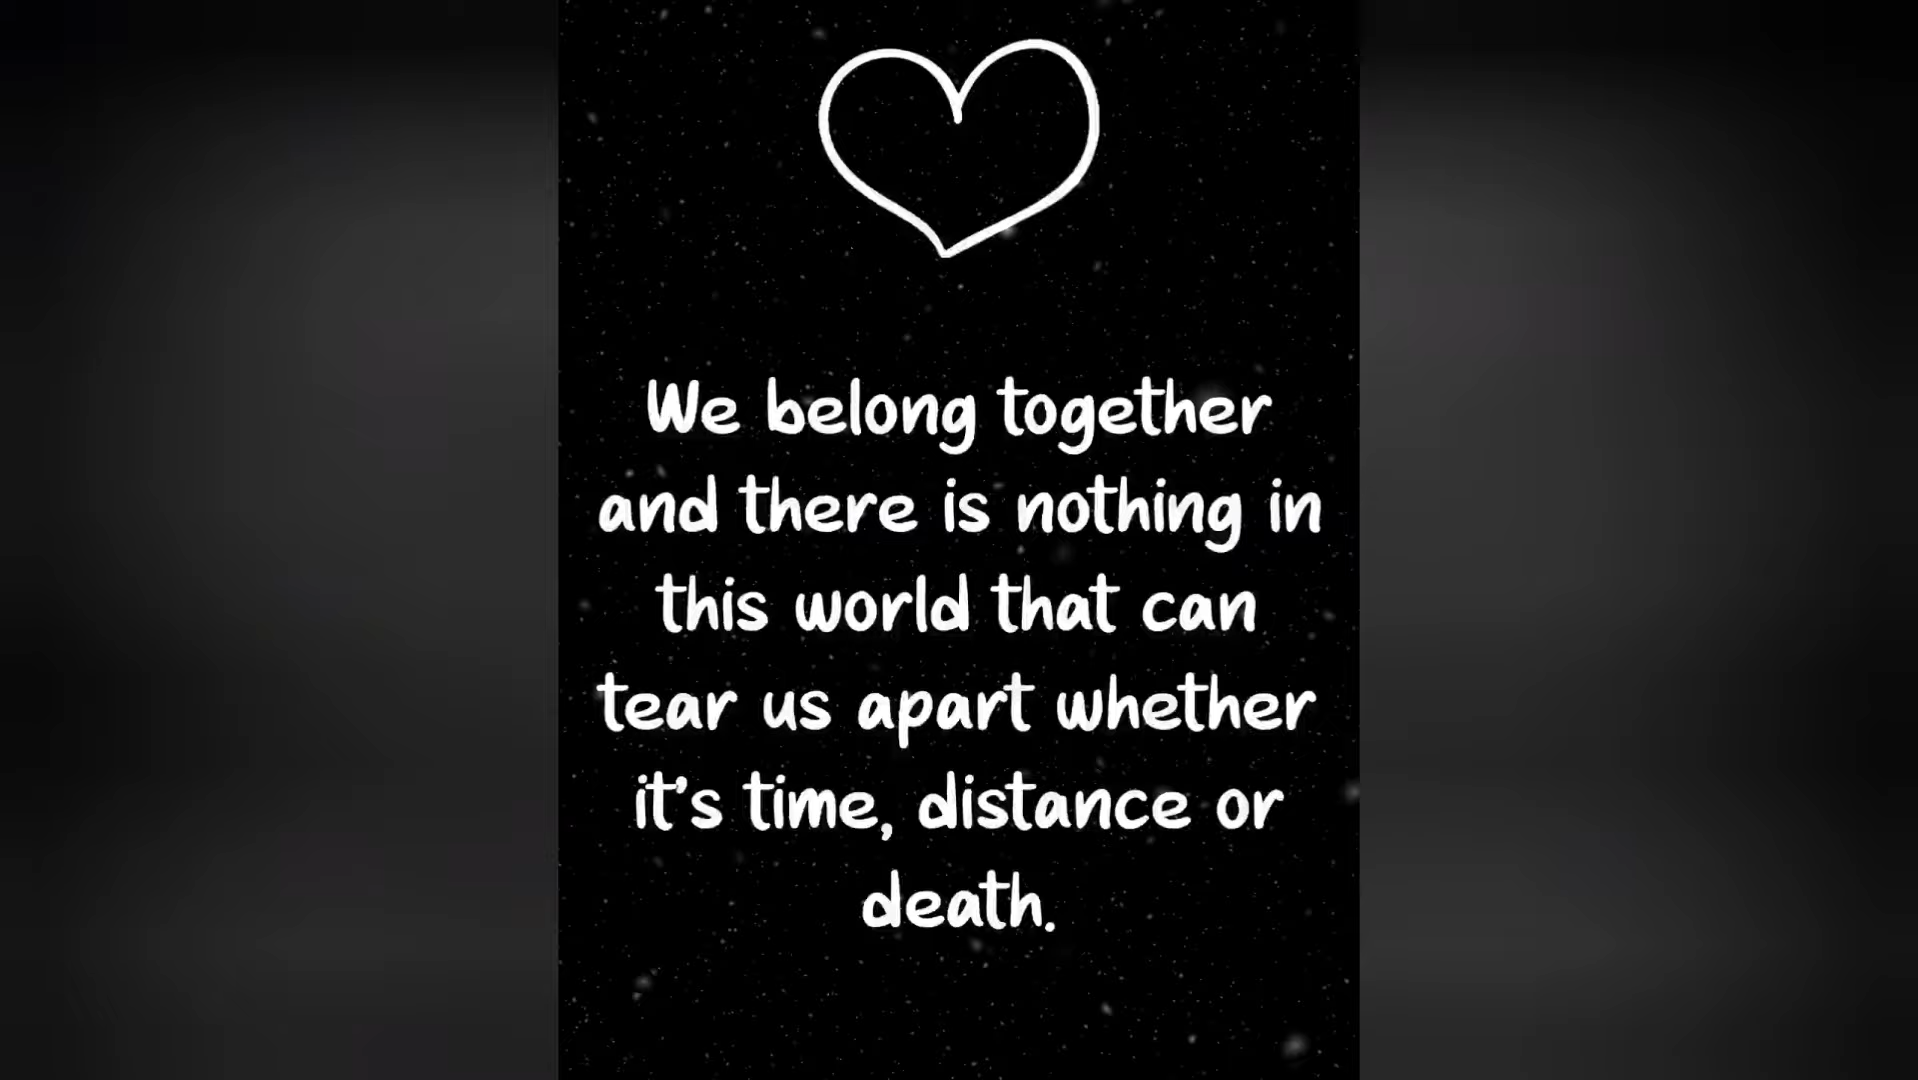 We belong together
and there is nothing in
this world that can
tear us apart whether
it's time, distance or
death.